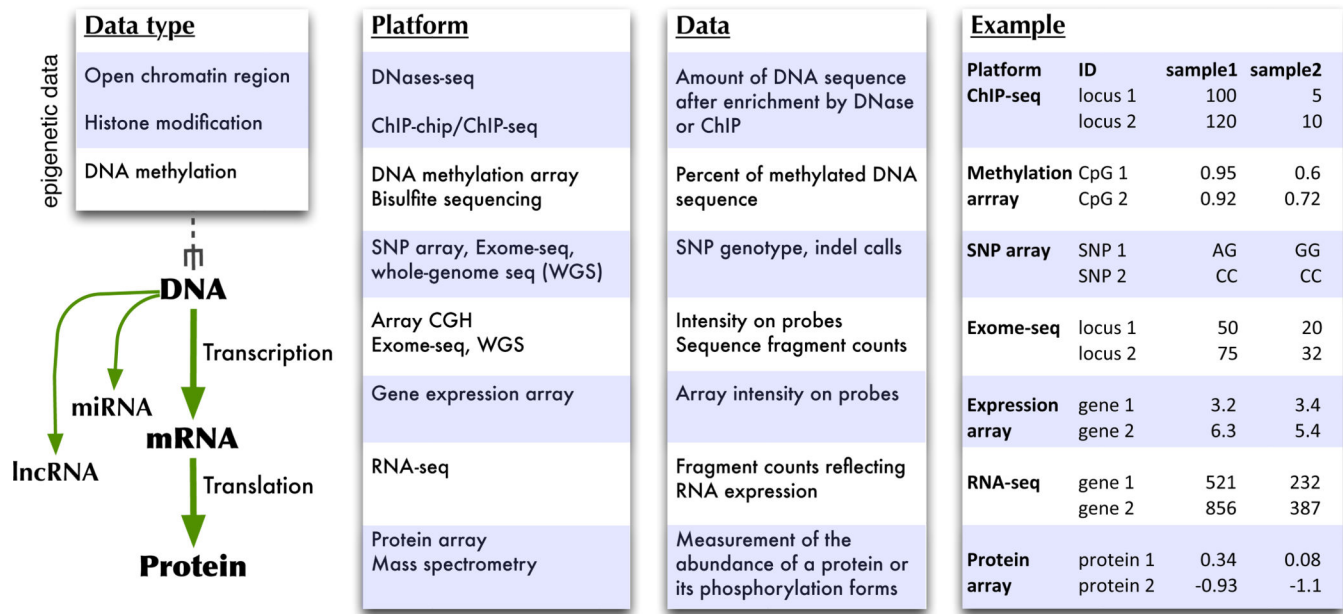 epigenetic data
Data type
Open chromatin region
Histone modification
DNA methylation
DNA
Transcription
miRNA
mRNA
lncRNA
Translation
Protein
Platform
DNases-seq
ChIP-chip/ChIP-seq
DNA methylation array
Bisulfite sequencing
SNP array, Exome-seq,
whole-genome seq (WGS)
Array CGH
Exome-seq, WGS
Gene expression array
RNA-seq
Protein array
Mass spectrometry
Data
Amount of DNA sequence
after enrichment by DNase
or ChIP
Percent of methylated DNA
sequence
SNP genotype, indel calls
Intensity on probes
Sequence fragment counts
Array intensity on probes
Fragment counts reflecting
RNA expression
Measurement of the
abundance of a protein or
its phosphorylation forms
Example
Platform ID sample1 sample2
ChIP-seq locus 1 100 5
locus 2 120 10
Methylation CpG 1 0.95 0.6
arrray CpG 2 0.92 0.72
SNP array SNP 1 AG GG
SNP 2 CC CC
Exome-seq locus 1 50 20
locus 2 75 32
Expression gene 1 3.2 3.4
array gene 2 6.3 5.4
RNA-seq gene 1 521 232
gene 2 856 387
Protein protein 1 0.34 0.08
array protein 2 -0.93 -1.1